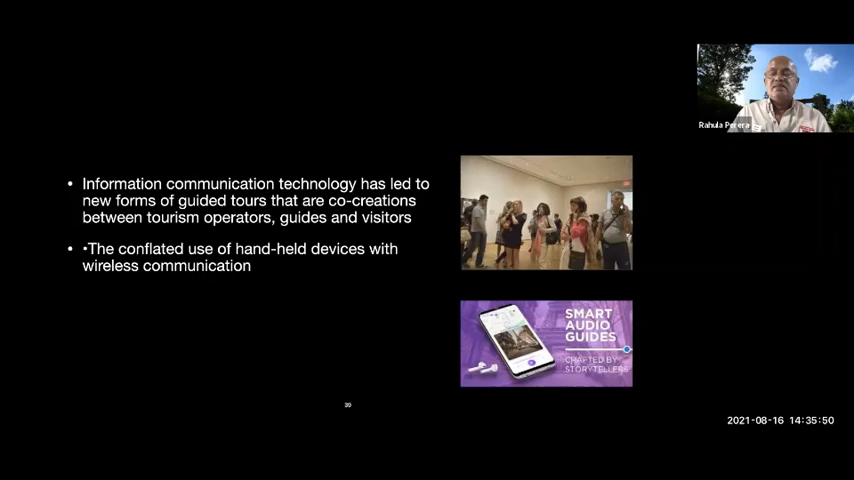 Rahula Perera
• Information communication technology has led to
new forms of guided tours that are co-creations
between tourism operators, guides and visitors
• •The conflated use of hand-held devices with
wireless communication
SMART
AUDIO
GUIDES
CRAFTED BY
STORYTELLERS
39
2021-08-16 14:35:50